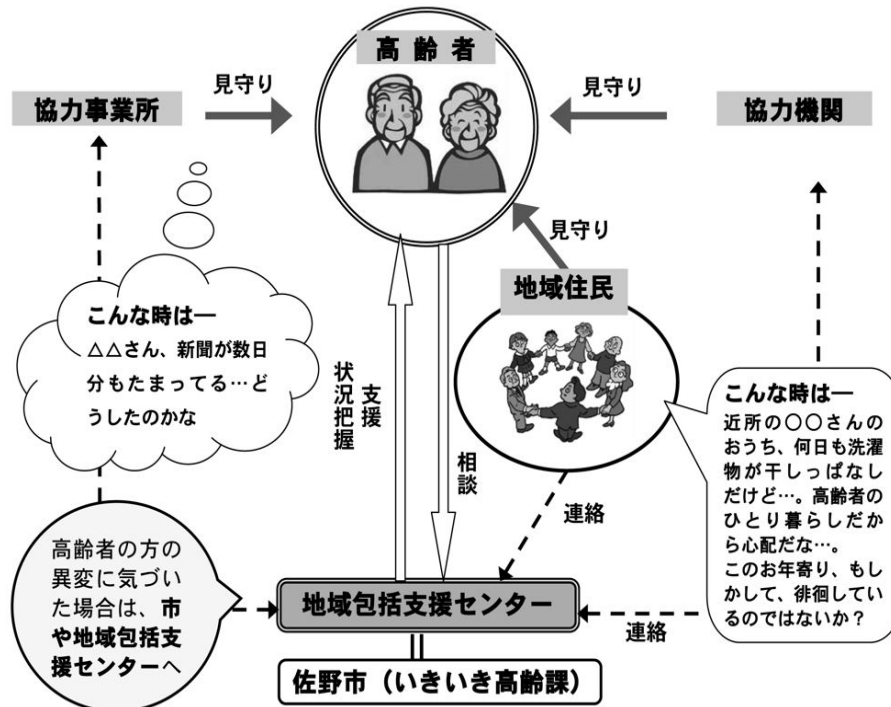 高齢者
見守り
見守り
協力事業所
協力機関
見守り
地域住民
こんな時は―
△△さん、新聞が数日
分もたまってる…ど
うしたのかな
支援
状況把握
相談
連絡
こんな時は―
近所の〇〇さんの
おうち、何日も洗濯
物が干しっぱなし
だけど…。高齢者の
ひとり暮らしだか
ら心配だな…。
このお年寄り、もし
かして、徘徊してい
るのではないか？
高齢者の方の
異変に気づい
た場合は、市
や地域包括支
援センターへ
地域包括支援センター
連絡
佐野市（いきいき高齢課）